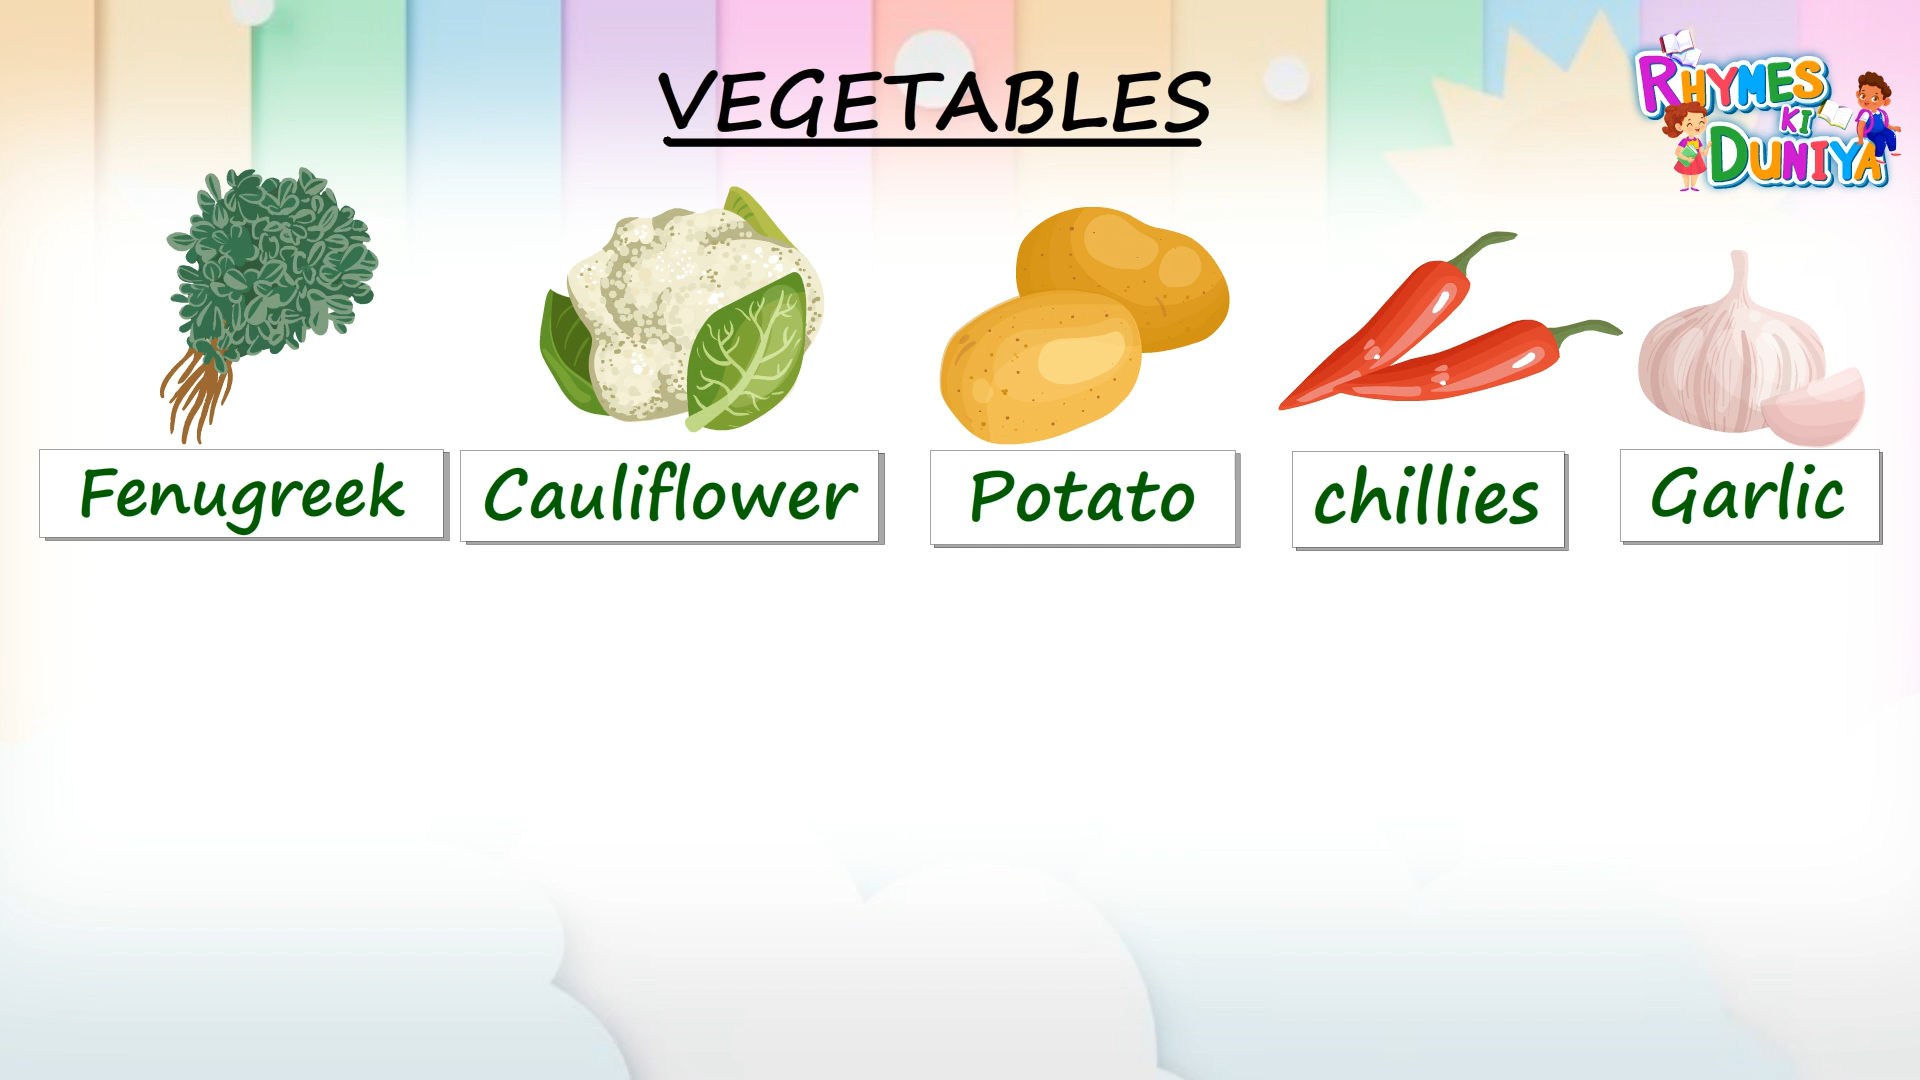 VEGETABLES
RHYMES
KI
DUNIYA
Fenugreek
Cauliflower
Potato
chillies
Garlic